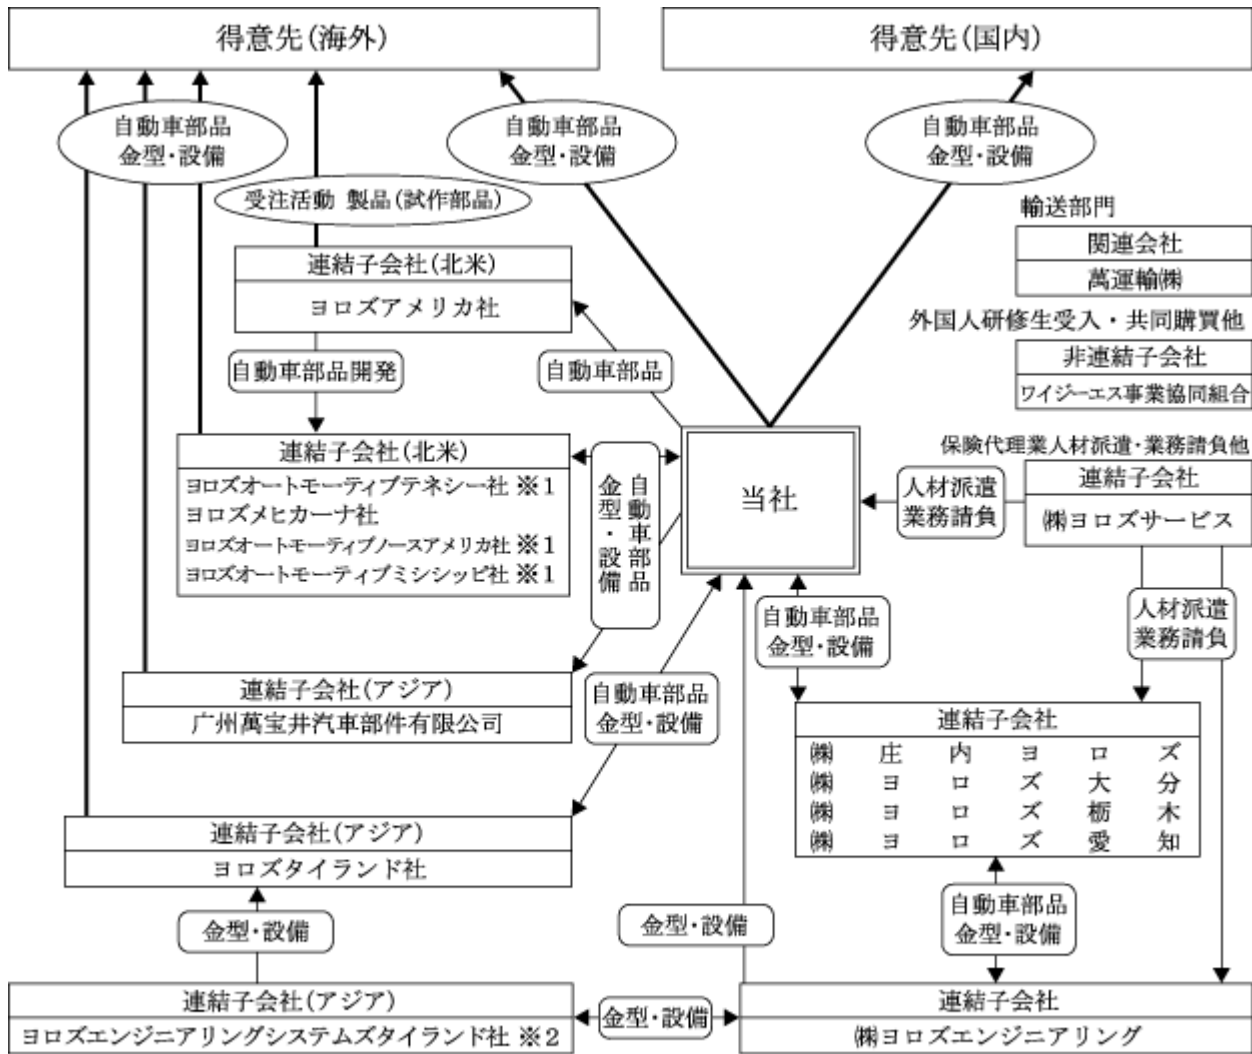 得意先(海外)
得意先(国内)
自動車部品
金型・設備
自動車部品
金型・設備
自動車部品
金型・設備
受注活動 製品(試作部品)
輸送部門
関連会社
萬運輸㈱
連結子会社(北米)
ヨロズアメリカ社
外国人研修生受入・共同購買他
非連結子会社
ワイジーエス事業協同組合
自動車部品開発
自動車部品
連結子会社(北米)
ヨロズオートモーティブテネシー社 ※1
ヨロズメヒカーナ社
ヨロズオートモーティブノースアメリカ社 ※1
ヨロズオートモーティブミシシッピ社 ※1
自動車部品
金型・設備
当社
保険代理業人材派遣・業務請負他
連結子会社
㈱ヨロズサービス
人材派遣
業務請負
人材派遣
業務請負
自動車部品
金型・設備
連結子会社(アジア)
广州萬宝井汽車部件有限公司
自動車部品
金型・設備
連結子会社
㈱庄内ヨロズ
㈱ヨロズ大分
㈱ヨロズ栃木
㈱ヨロズ愛知
連結子会社(アジア)
ヨロズタイランド社
金型・設備
金型・設備
自動車部品
金型・設備
連結子会社(アジア)
ヨロズエンジニアリングシステムズタイランド社 ※2
金型・設備
連結子会社
㈱ヨロズエンジニアリング